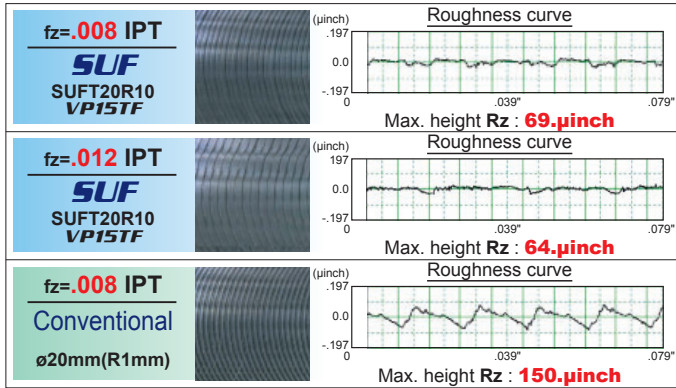 fz=.008 IPT
SUF
SUFT20R10
VP15TF
(µinch)
Roughness curve
.197
0.0
-.197
0
.039"
.079"
Max. height Rz : 69.µinch
fz=.012 IPT
SUF
SUFT20R10
VP15TF
(µinch)
Roughness curve
.197
0.0
-.197
0
.039"
.079"
Max. height Rz : 64.µinch
fz=.008 IPT
Conventional
ø20mm(R1mm)
(µinch)
Roughness curve
.197
0.0
-.197
0
.039"
.079"
Max. height Rz : 150.µinch